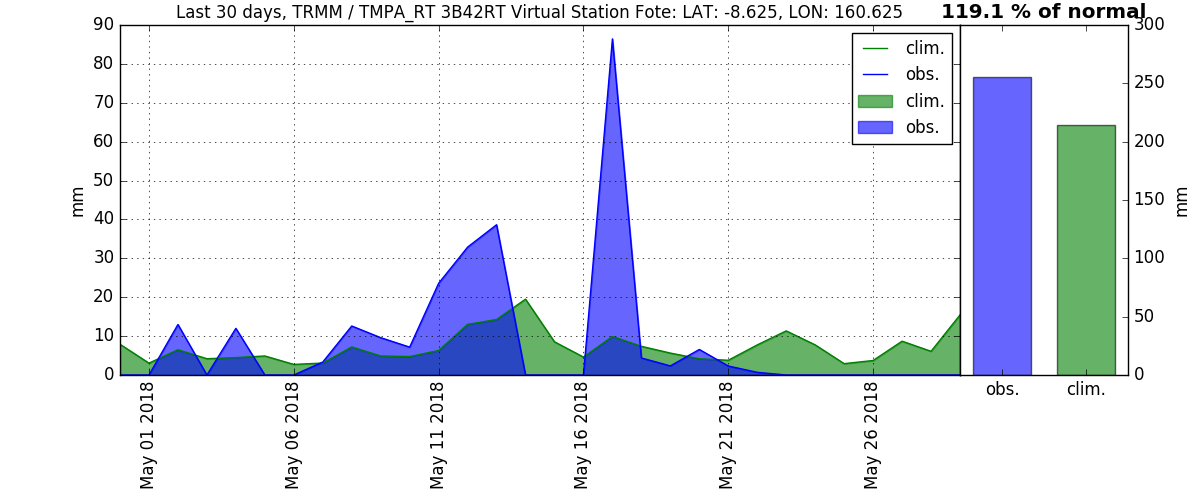 Last 30 days, TRMM / TMPA_RT 3B42RT Virtual Station Fote: LAT: -8.625, LON: 160.625
119.1 % of normal
90
80
70
60
50
40
30
20
10
0
mm
clim.
obs.
clim.
obs.
May 01 2018
May 06 2018
May 11 2018
May 16 2018
May 21 2018
May 26 2018
300
250
200
150
100
50
0
mm
obs.
clim.